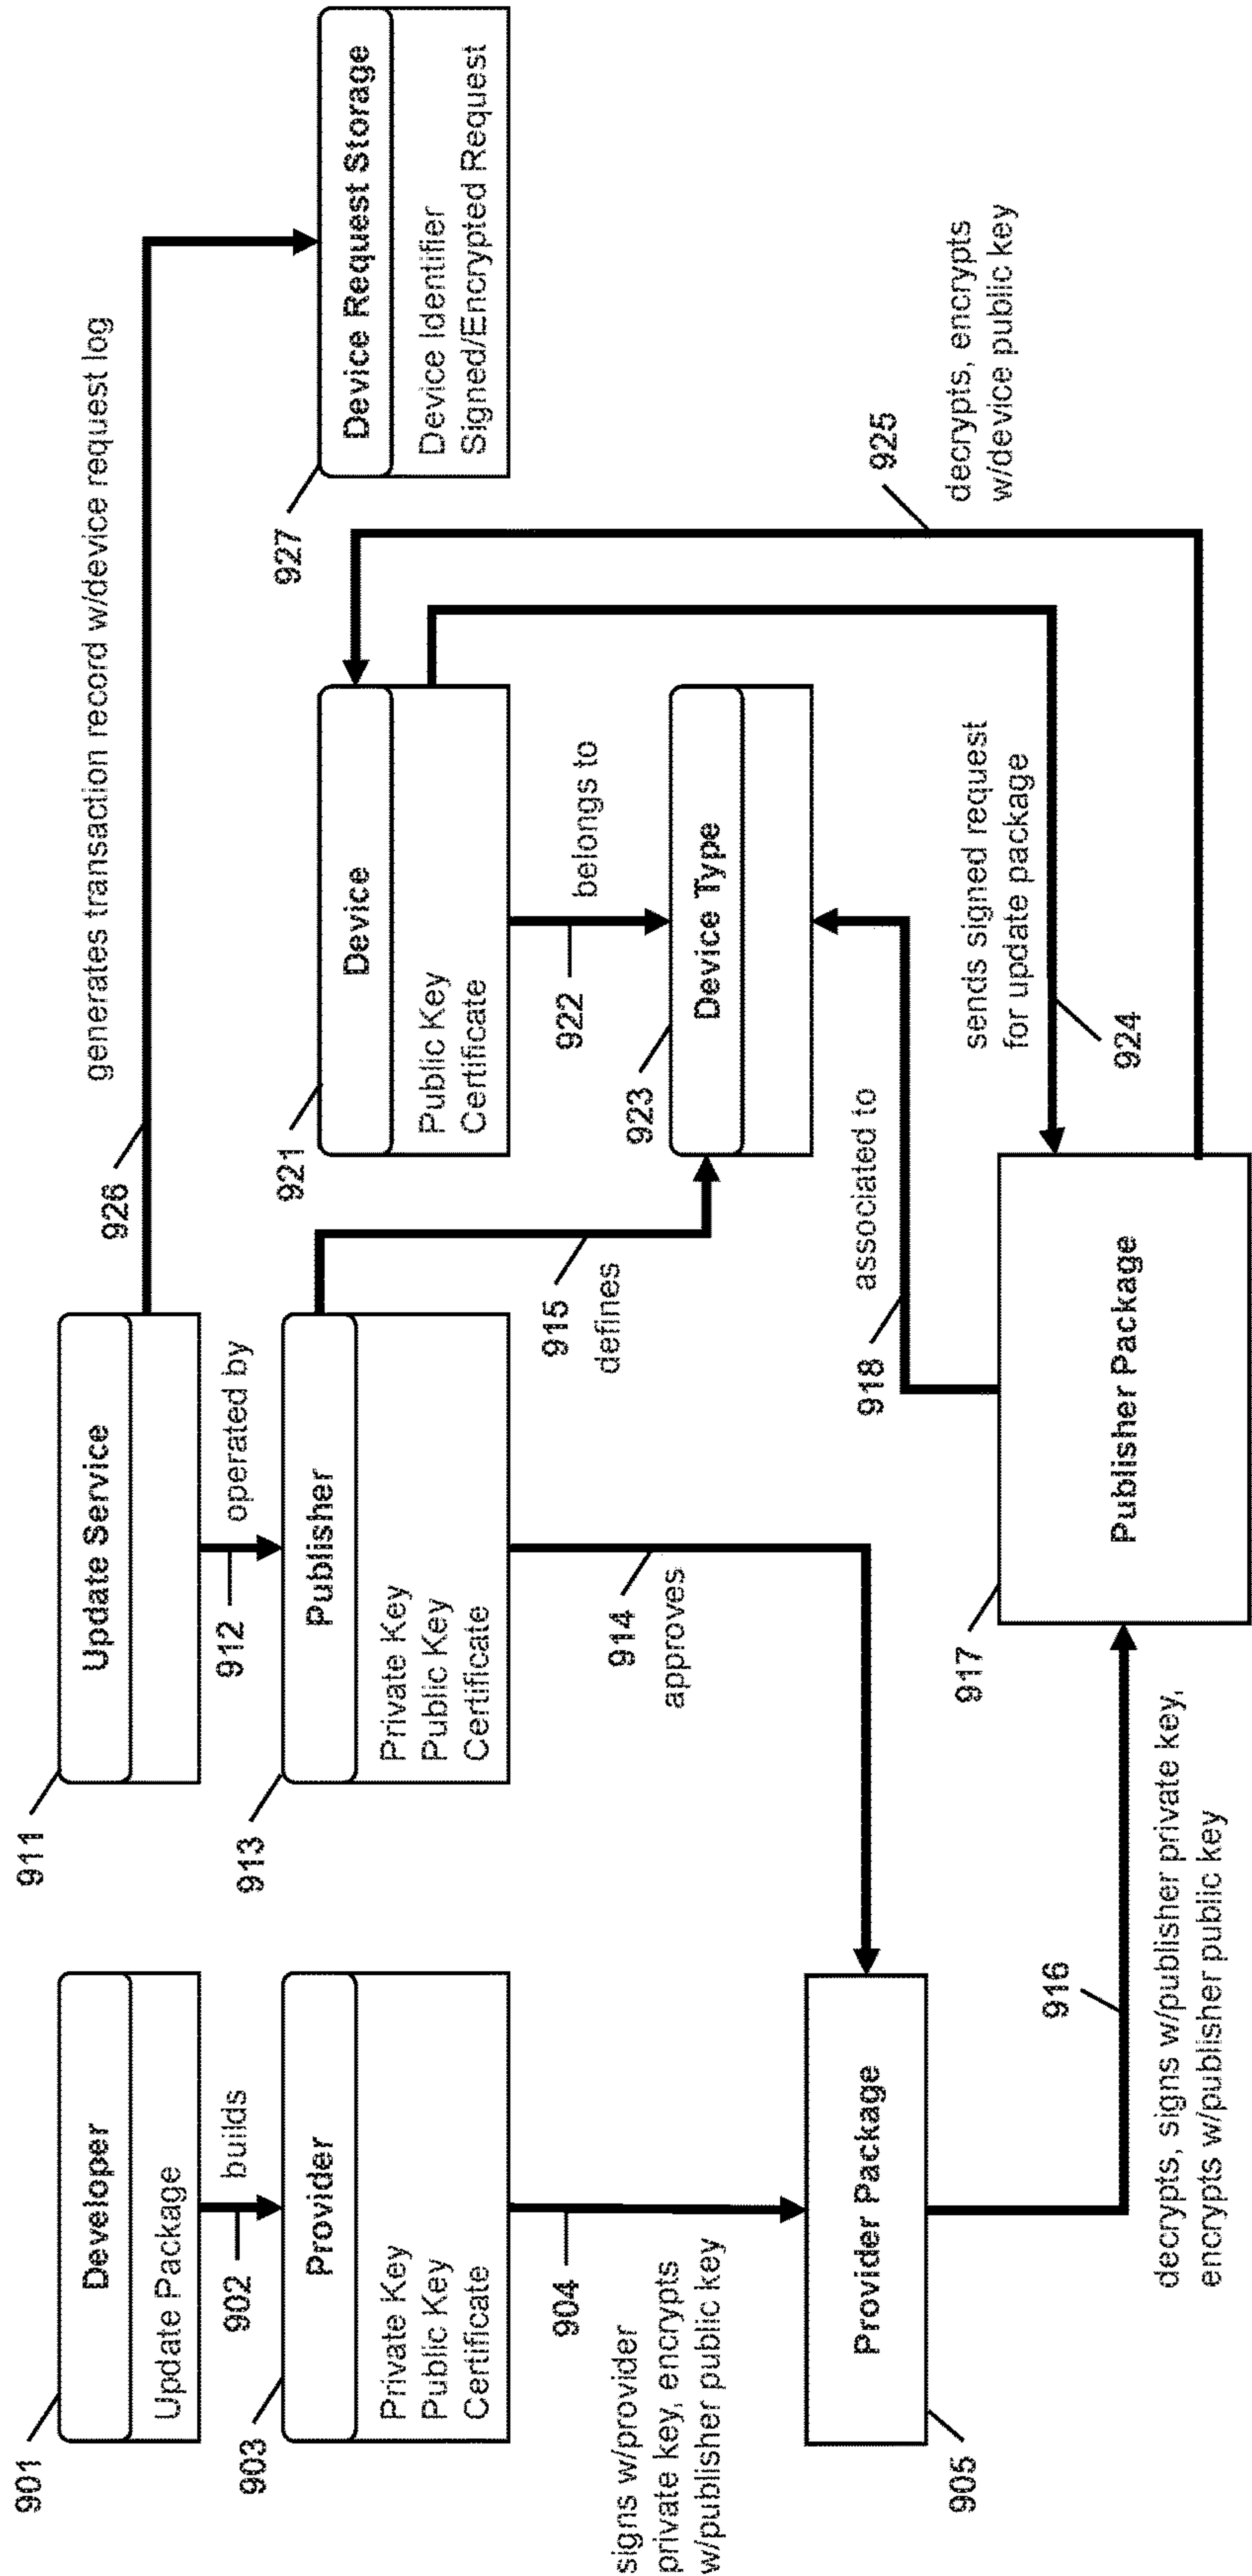 901
Developer
Update Package
902
builds
903
Provider
Private Key
Public Key
Certificate
904
signs w/provider
private key, encrypts
w/publisher public key
905
Provider Package
911
Update Service
912
operated by
913
Publisher
Private Key
Public Key
Certificate
914
approves
915
defines
916
decrypts, signs w/publisher private key,
encrypts w/publisher public key
917
Publisher Package
918
associated to
926
generates transaction record w/device request log
921
Device
Public Key
Certificate
922
belongs to
923
Device Type
924
sends signed request
for update package
925
decrypts, encrypts
w/device public key
927
Device Request Storage
Device Identifier
Signed/Encrypted Request